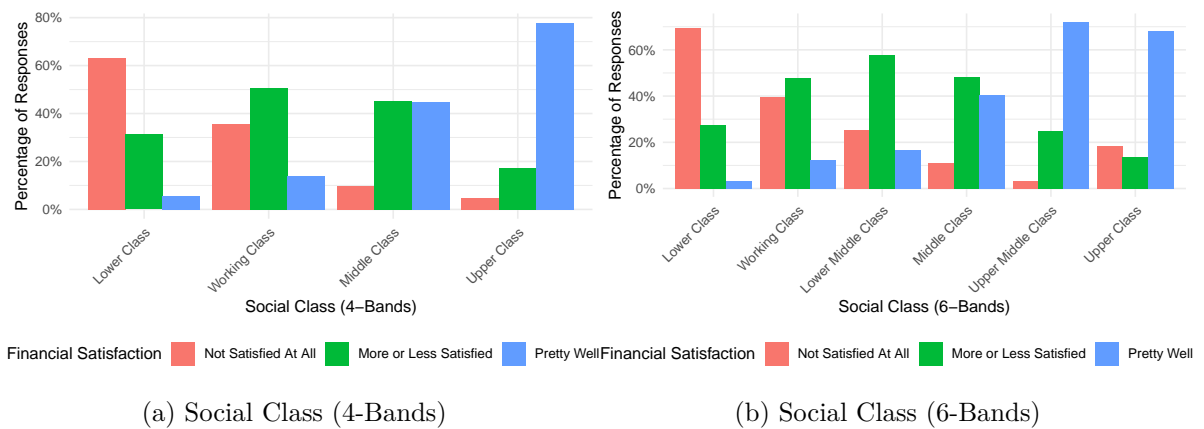 Percentage of Responses
80%
60%
40%
20%
0%
Lower Class
Working Class
Middle Class
Upper Class
Social Class (4−Bands)
Financial Satisfaction Not Satisfied At All More or Less Satisfied Pretty Well
(a) Social Class (4-Bands)
Percentage of Responses
60%
40%
20%
0%
Lower Class
Working Class
Lower Middle Class
Middle Class
Upper Middle Class
Upper Class
Social Class (6−Bands)
Financial Satisfaction Not Satisfied At All More or Less Satisfied Pretty Well
(b) Social Class (6-Bands)